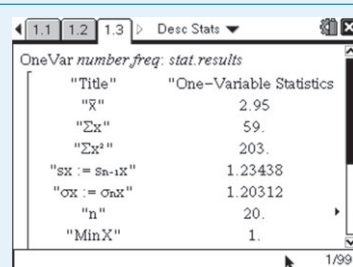 1.1 1.2 1.3 Desc Stats
OneVar number,freq: stat.results
"Title" "One-Variable Statistics
"x̄" 2.95
"Σx" 59.
"Σx²" 203.
"sx := sₙ₋₁x" 1.23438
"σx := σₙx" 1.20312
"n" 20.
"MinX" 1.
1/99